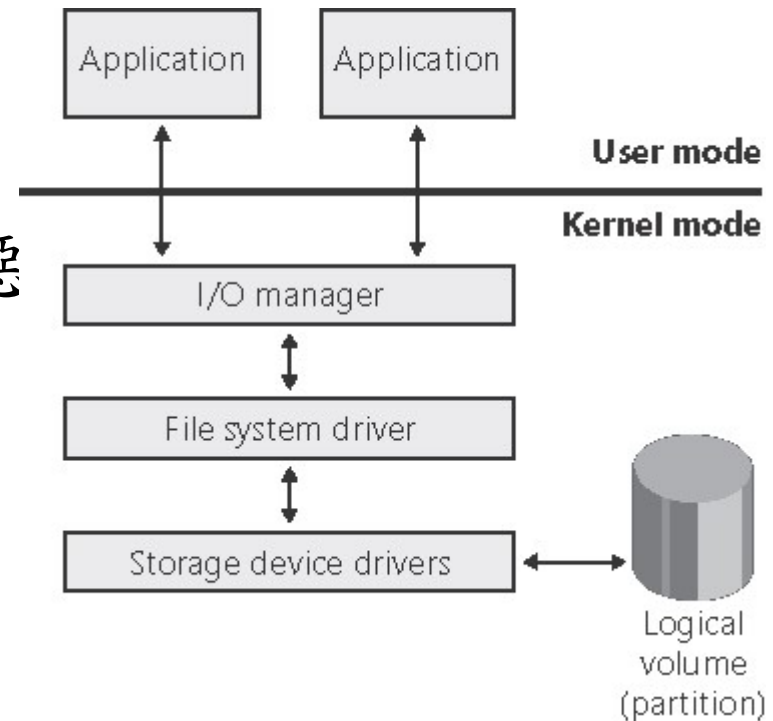 Application Application
User mode
Kernel mode
I/O manager
File system driver
Storage device drivers
Logical
volume
(partition)